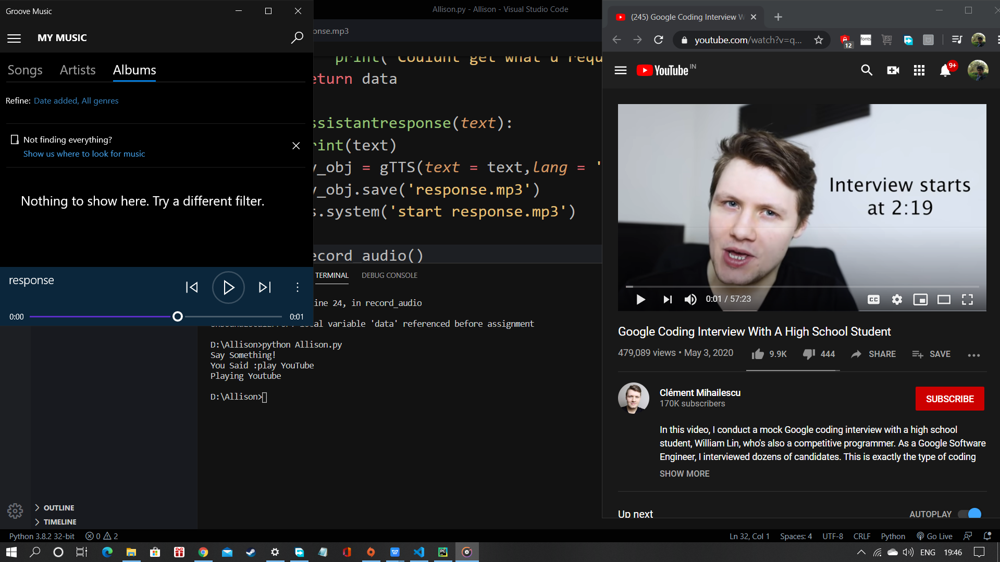 Groove Music
MY MUSIC
Songs Artists Albums
Refine: Date added, All genres
Not finding everything?
Show us where to look for music
Nothing to show here. Try a different filter.
response
0:00 0:01
Allison.py - Allison - Visual Studio Code
onse.mp3
print( Couldnt get what u requ
eturn data
ssistantresponse(text):
rint(text)
y_obj = gTTS(text = text,lang = '
y_obj.save('response.mp3')
s.system('start response.mp3')
ecord_audio()
TERMINAL DEBUG CONSOLE
ine 24, in record_audio
local variable 'data' referenced before assignment
D:\Allison>python Allison.py
Say Something!
You Said :play YouTube
Playing Youtube
D:\Allison>
OUTLINE
TIMELINE
(245) Google Coding Interview W
youtube.com/watch?v=q...
12
fonts
YouTube IN
9+
Interview starts
at 2:19
0:01 / 57:23
CC
Google Coding Interview With A High School Student
479,089 views • May 3, 2020 9.9K 444 SHARE SAVE
Clément Mihailescu
170K subscribers
SUBSCRIBE
In this video, I conduct a mock Google coding interview with a high school
student, William Lin, who's also a competitive programmer. As a Google Software
Engineer, I interviewed dozens of candidates. This is exactly the type of coding
SHOW MORE
Up next AUTOPLAY
Python 3.8.2 32-bit 0 2 Ln 32, Col 1 Spaces: 4 UTF-8 CRLF Python Go Live
ENG 19:46